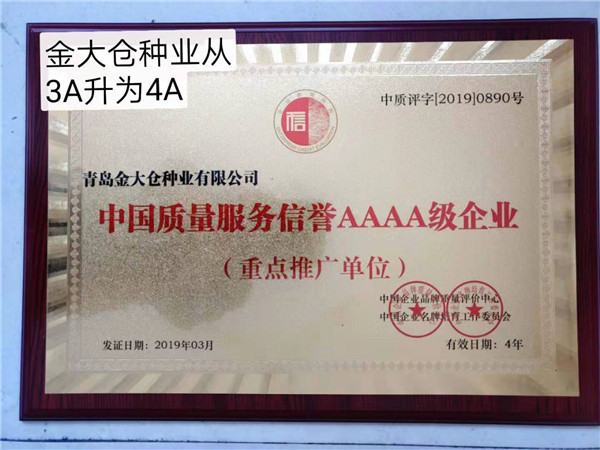 金大仓种业从
3A升为4A
中质评字[2019]0890号
信
青岛金大仓种业有限公司
中国质量服务信誉AAAA级企业
（重点推广单位）
中国企业品牌质量评价中心
中国企业名牌培育工作委员会
发证日期：2019年03月
有效日期：4年